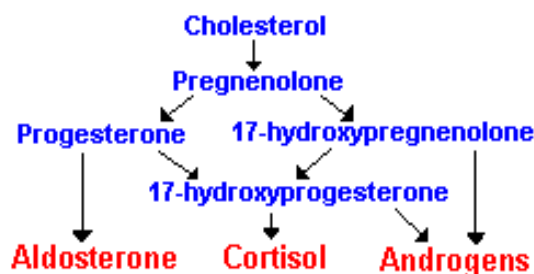 Cholesterol
Pregnenolone
Progesterone 17-hydroxypregnenolone
17-hydroxyprogesterone
Aldosterone Cortisol Androgens